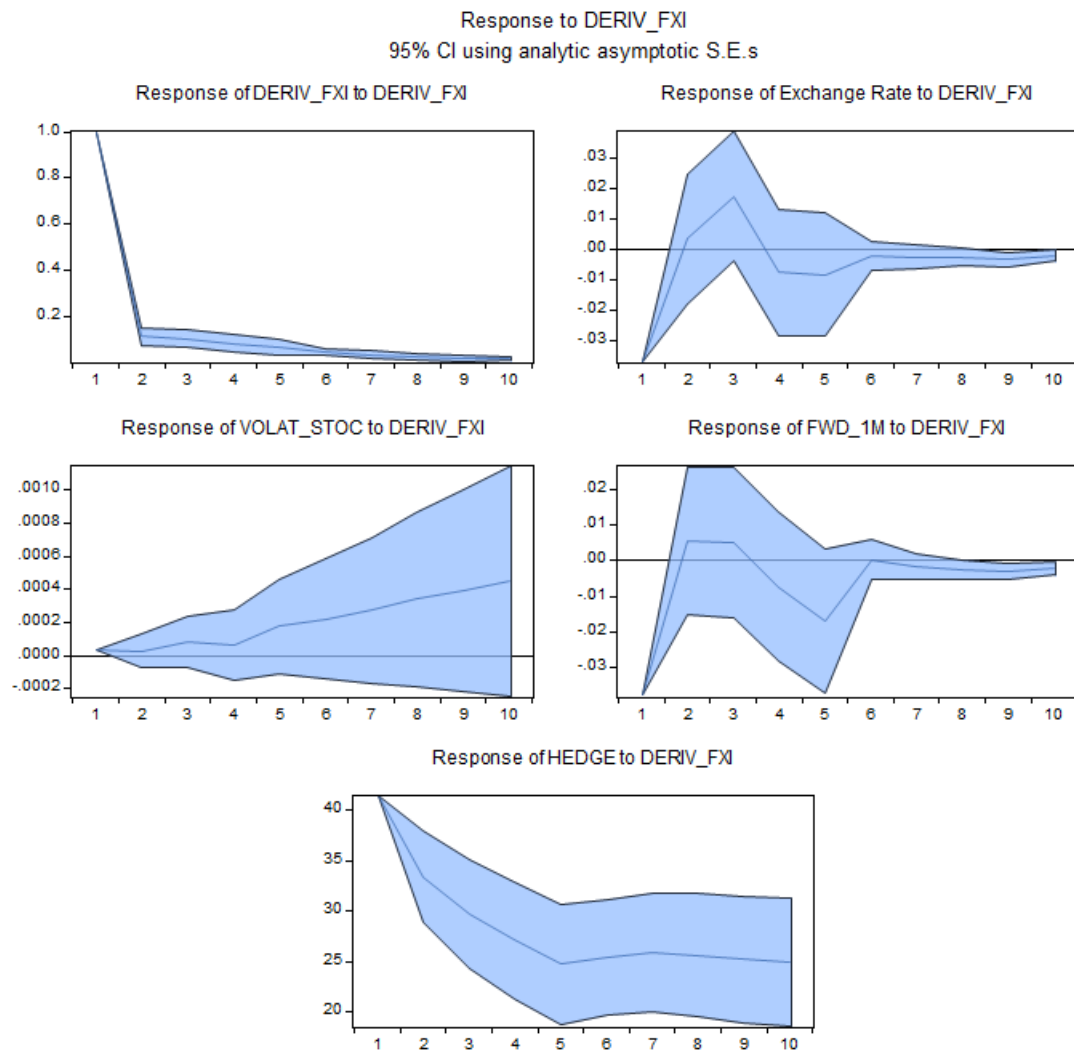 Response to DERIV_FXI
95% CI using analytic asymptotic S.E.s
Response of DERIV_FXI to DERIV_FXI
1.0
0.8
0.6
0.4
0.2
1 2 3 4 5 6 7 8 9 10
Response of Exchange Rate to DERIV_FXI
.03
.02
.01
.00
-.01
-.02
-.03
1 2 3 4 5 6 7 8 9 10
Response of VOLAT_STOC to DERIV_FXI
.0010
.0008
.0006
.0004
.0002
.0000
-.0002
1 2 3 4 5 6 7 8 9 10
Response of FWD_1M to DERIV_FXI
.02
.01
.00
-.01
-.02
-.03
1 2 3 4 5 6 7 8 9 10
Response of HEDGE to DERIV_FXI
40
35
30
25
20
1 2 3 4 5 6 7 8 9 10